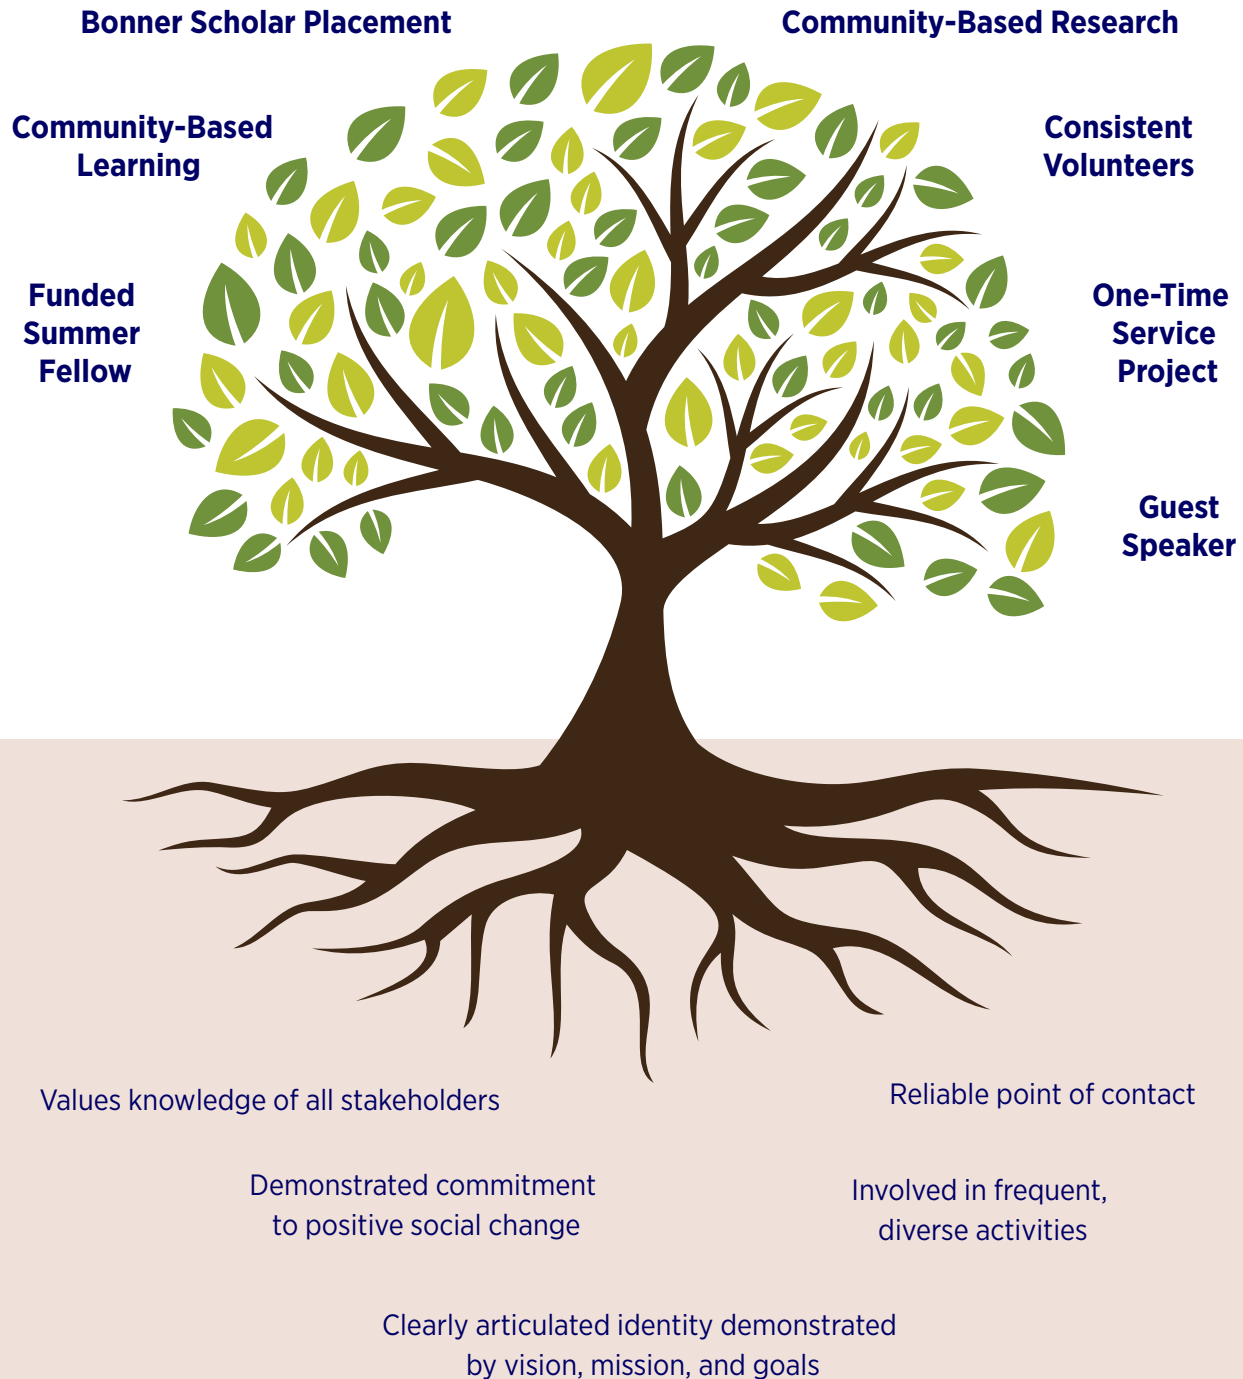 Bonner Scholar Placement
Community-Based Research
Community-Based
Learning
Consistent
Volunteers
Funded
Summer
Fellow
One-Time
Service
Project
Guest
Speaker
Values knowledge of all stakeholders
Reliable point of contact
Demonstrated commitment
to positive social change
Involved in frequent,
diverse activities
Clearly articulated identity demonstrated
by vision, mission, and goals